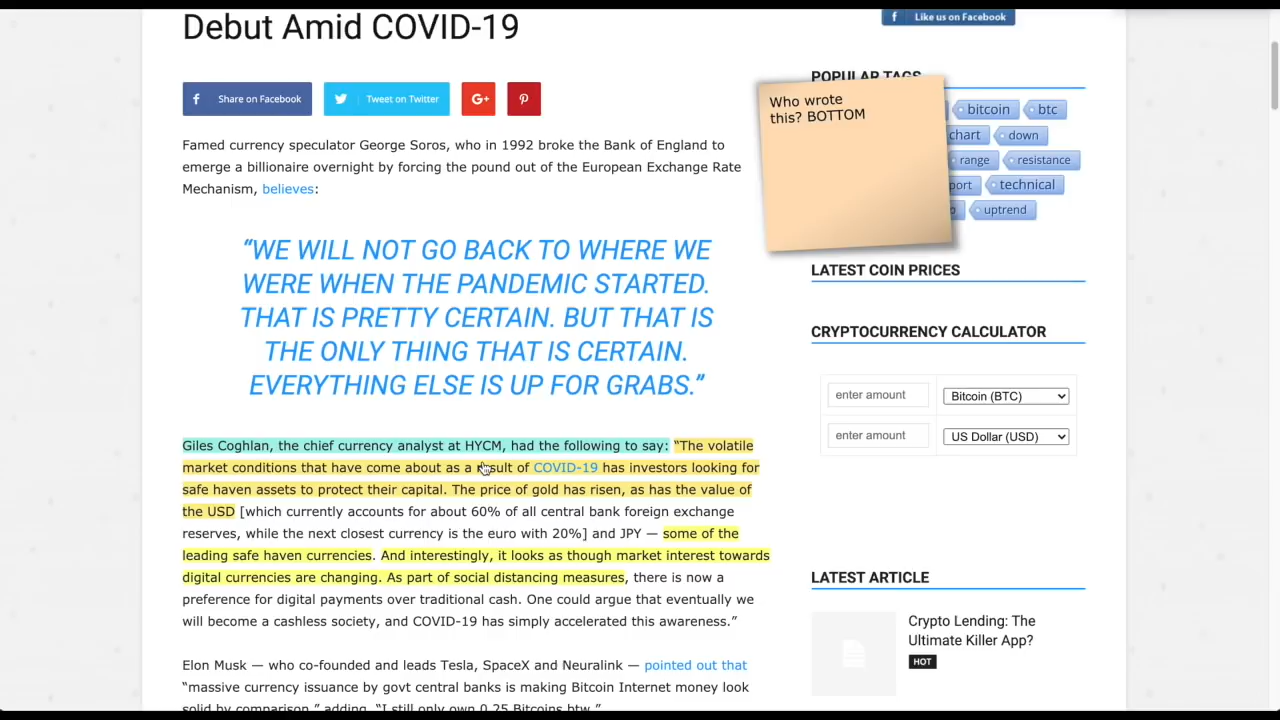 Debut Amid COVID-19
Like us on Facebook
Share on Facebook
Tweet on Twitter
G+
Famed currency speculator George Soros, who in 1992 broke the Bank of England to
emerge a billionaire overnight by forcing the pound out of the European Exchange Rate
Mechanism, believes:
“WE WILL NOT GO BACK TO WHERE WE
WERE WHEN THE PANDEMIC STARTED.
THAT IS PRETTY CERTAIN. BUT THAT IS
THE ONLY THING THAT IS CERTAIN.
EVERYTHING ELSE IS UP FOR GRABS.”
Giles Coghlan, the chief currency analyst at HYCM, had the following to say: “The volatile
market conditions that have come about as a result of COVID-19 has investors looking for
safe haven assets to protect their capital. The price of gold has risen, as has the value of
the USD [which currently accounts for about 60% of all central bank foreign exchange
reserves, while the next closest currency is the euro with 20%] and JPY — some of the
leading safe haven currencies. And interestingly, it looks as though market interest towards
digital currencies are changing. As part of social distancing measures, there is now a
preference for digital payments over traditional cash. One could argue that eventually we
will become a cashless society, and COVID-19 has simply accelerated this awareness.”
Elon Musk — who co-founded and leads Tesla, SpaceX and Neuralink — pointed out that
“massive currency issuance by govt central banks is making Bitcoin Internet money look
solid by comparison,” adding, “I still only own 0.25 Bitcoins btw.”
POPULAR TAGS
Who wrote
this? BOTTOM
bitcoin btc
chart down
range resistance
port technical
uptrend
LATEST COIN PRICES
CRYPTOCURRENCY CALCULATOR
enter amount Bitcoin (BTC)
enter amount US Dollar (USD)
LATEST ARTICLE
Crypto Lending: The
Ultimate Killer App?
HOT